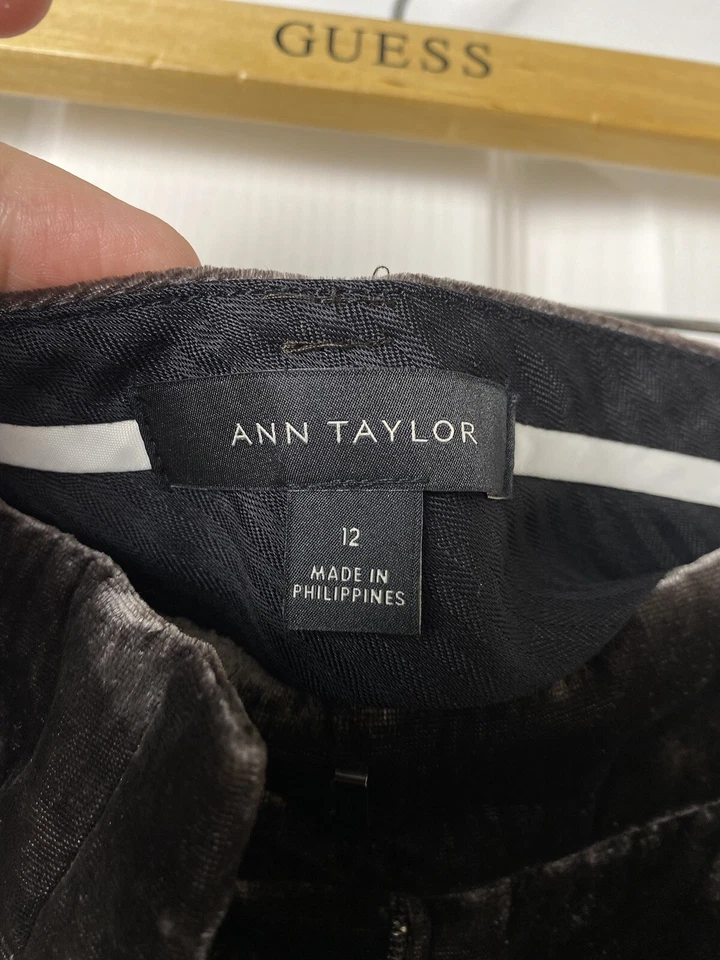 GUESS
ANN TAYLOR
12
MADE IN
PHILIPPINES